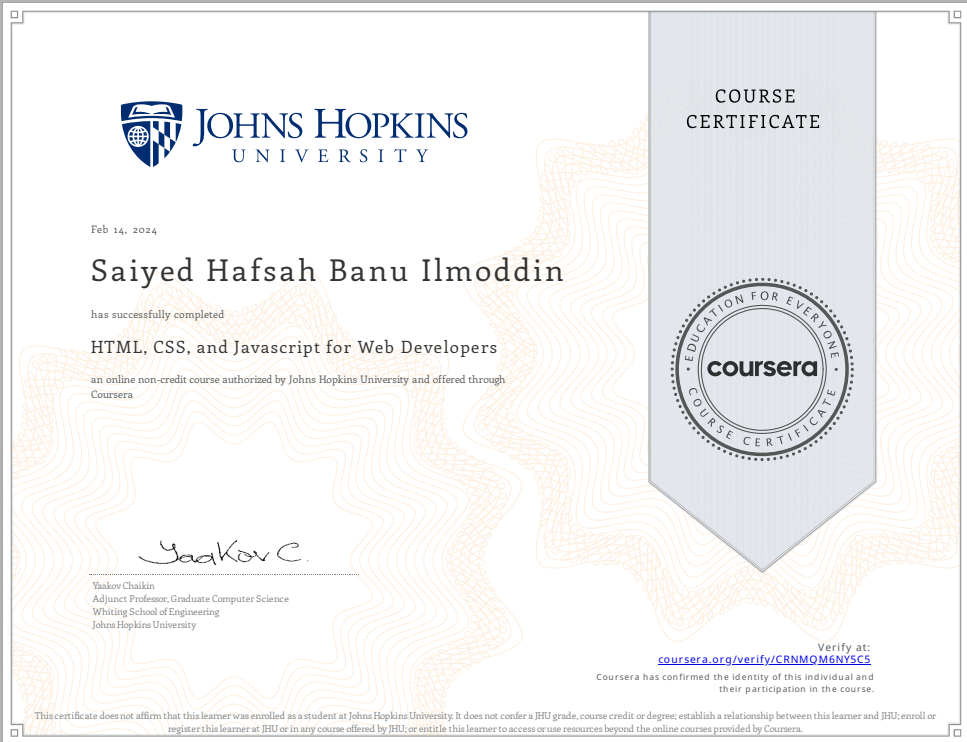 JOHNS HOPKINS
UNIVERSITY
COURSE
CERTIFICATE
Feb 14, 2024
Saiyed Hafsah Banu Ilmoddin
has successfully completed
HTML, CSS, and Javascript for Web Developers
an online non-credit course authorized by Johns Hopkins University and offered through
Coursera
EDUCATION FOR EVERYONE
coursera
COURSE CERTIFICATE
Yaakov C.
Yaakov Chaikin
Adjunct Professor, Graduate Computer Science
Whiting School of Engineering
Johns Hopkins University
Verify at:
coursera.org/verify/CRNMQM6NY5C5
Coursera has confirmed the identity of this individual and
their participation in the course.
This certificate does not affirm that this learner was enrolled as a student at Johns Hopkins University. It does not confer a JHU grade, course credit or degree; establish a relationship between this learner and JHU; enroll or
register this learner at JHU or in any course offered by JHU; or entitle this learner to access or use resources beyond the online courses provided by Coursera.